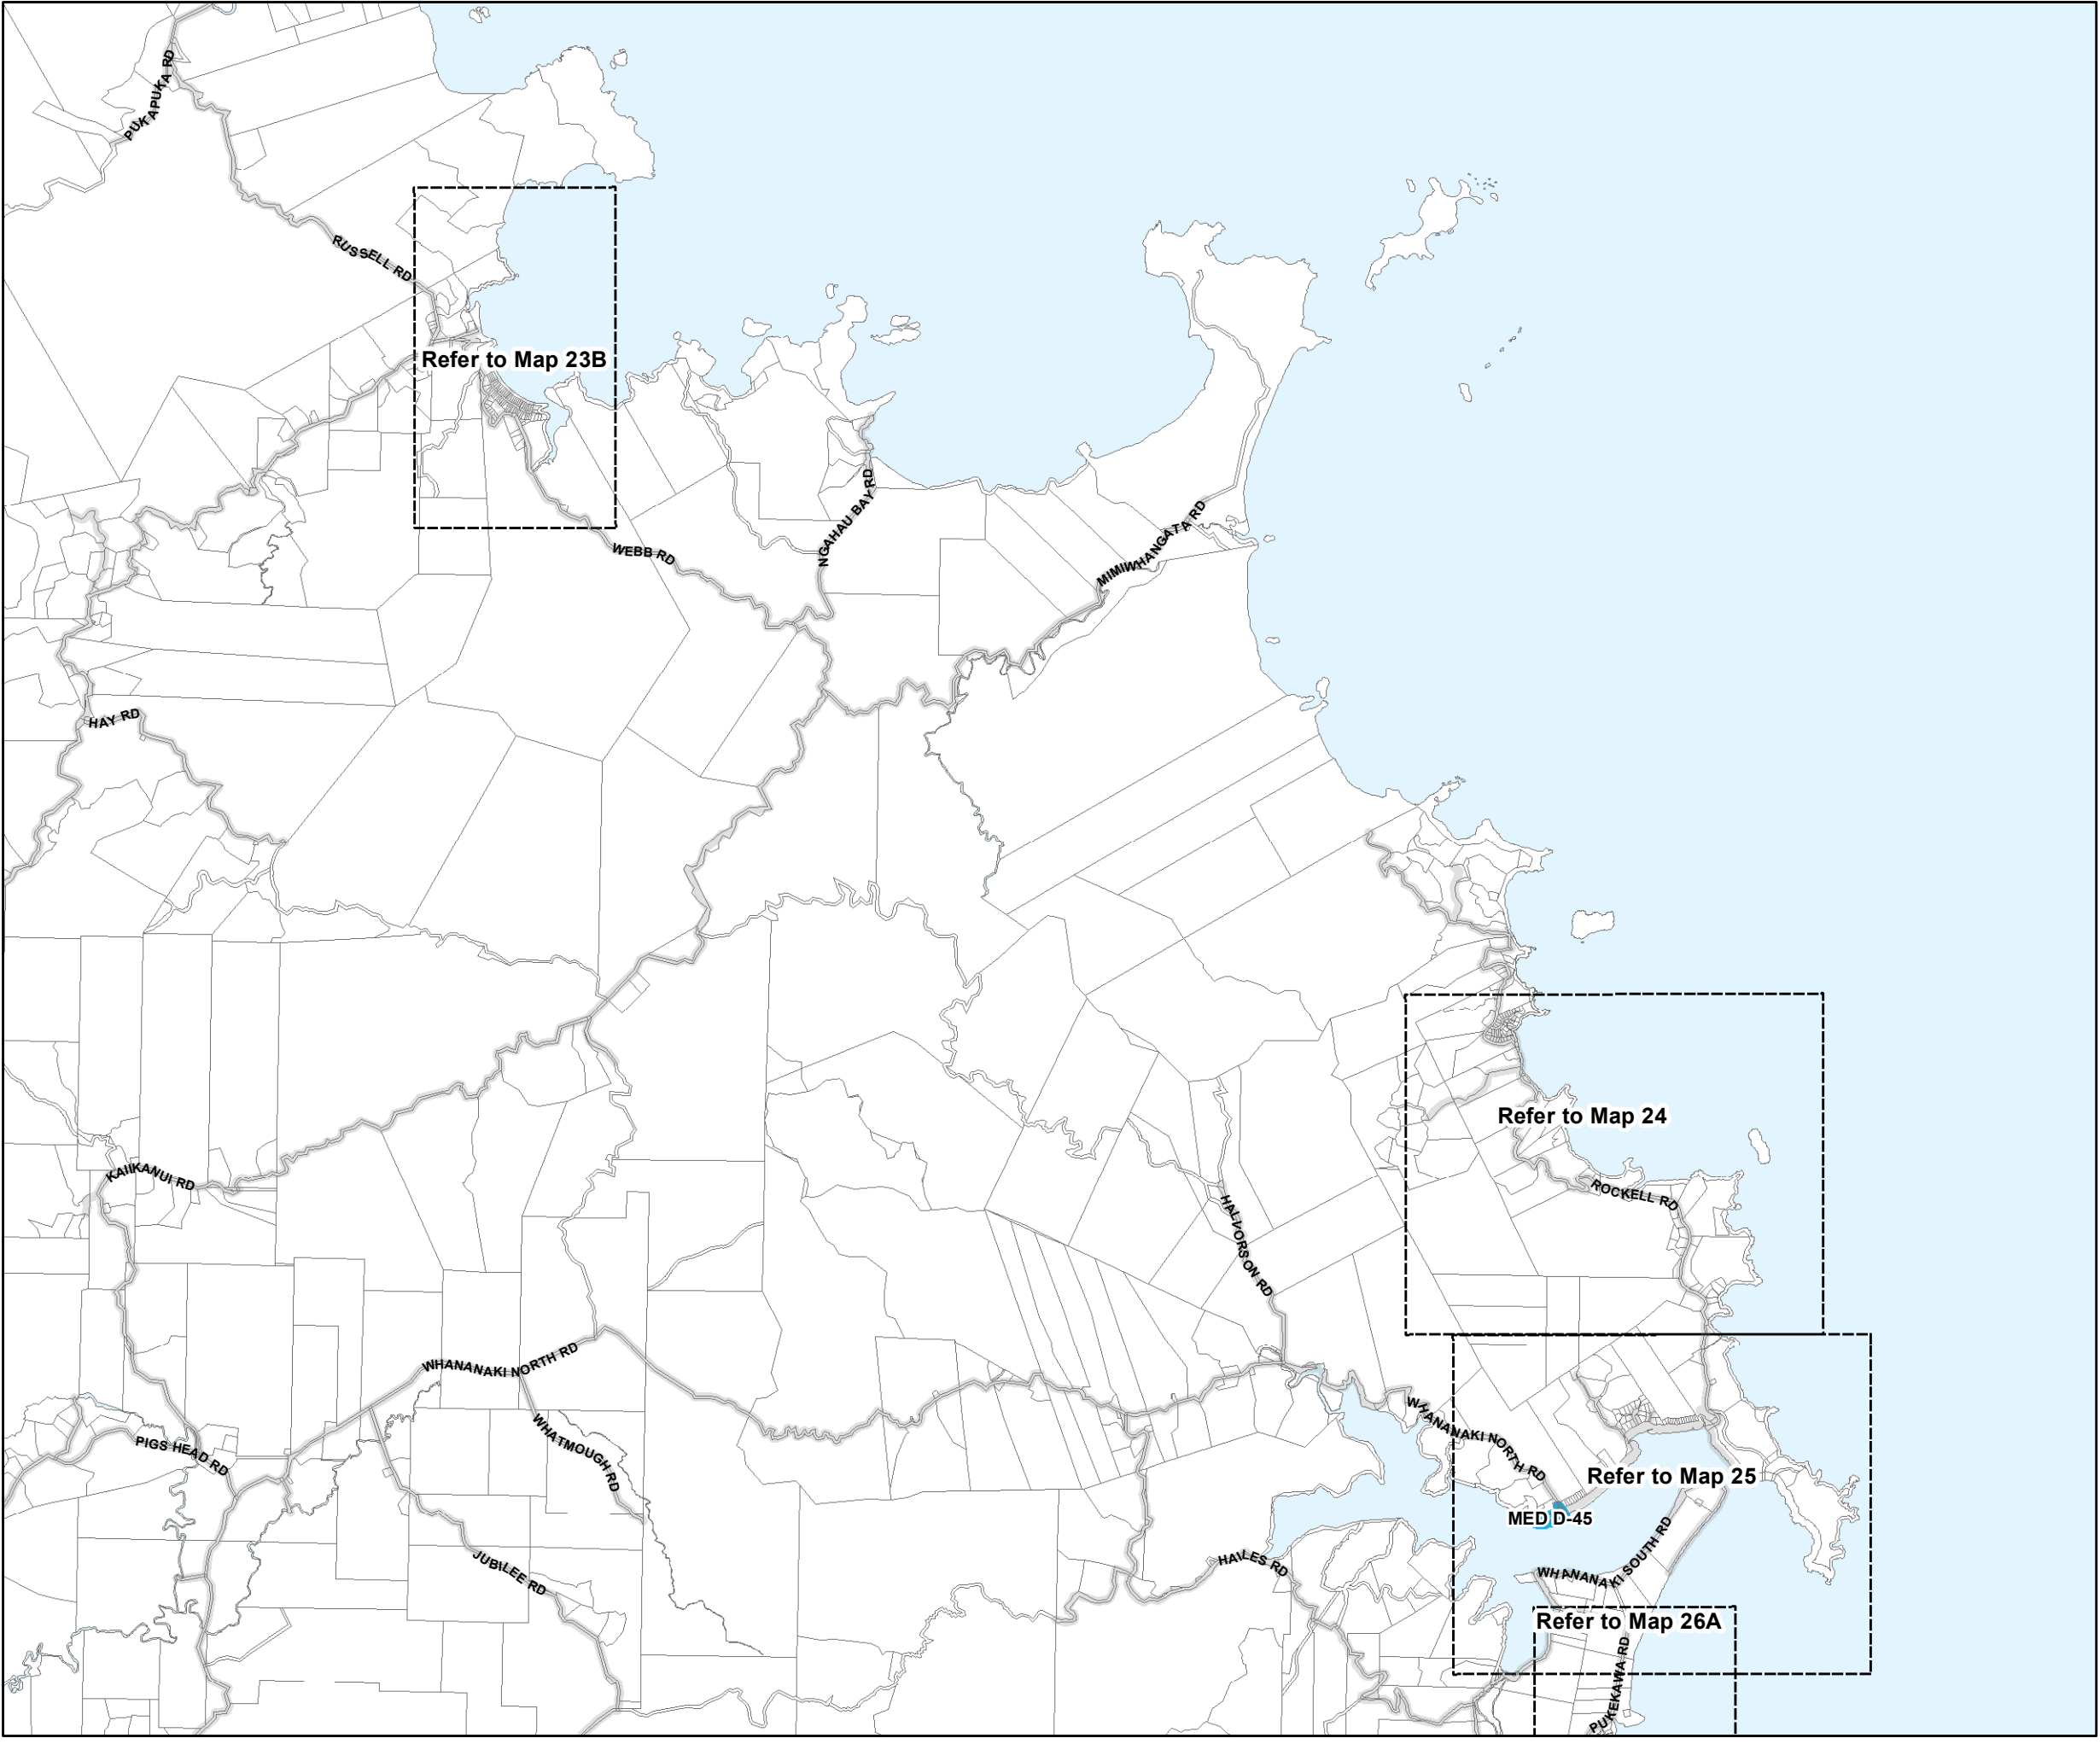 PUKAPUKA RD
RUSSELL RD
Refer to Map 23B
WEBB RD
NGAHAU BAY RD
MIMIWHANGATA RD
HAY RD
Refer to Map 24
KAIIKANUI RD
ROCKELL RD
HALVORSON RD
WHANANAKI NORTH RD
WHANANAKI NORTH RD
WHATMOUGH RD
PIGS HEAD RD
Refer to Map 25
MED D-45
JUBILEE RD
HAILES RD
WHANANAKI SOUTH RD
Refer to Map 26A
PUKEKAWA RD